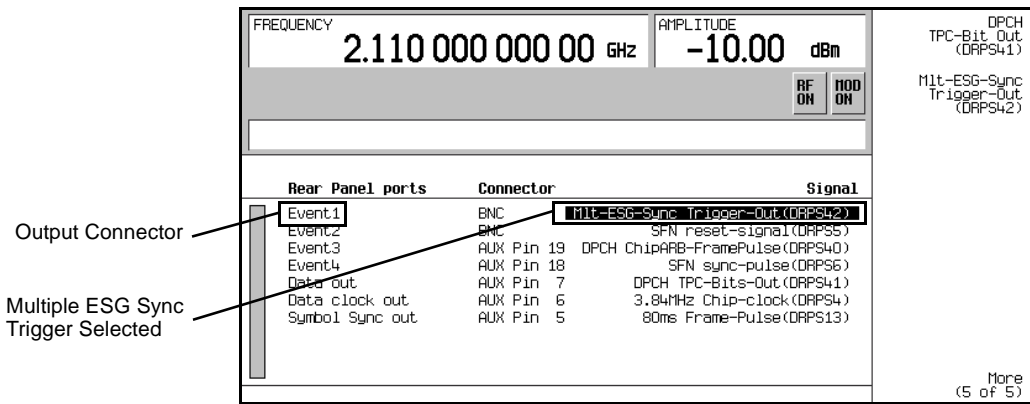 FREQUENCY
2.110 000 000 00 GHz
AMPLITUDE
-10.00 dBm
RF ON
MOD ON
DPCH
TPC-Bit Out
(DRPS41)
Mlt-ESG-Sync
Trigger-Out
(DRPS42)
Rear Panel ports Connector Signal
Event1 BNC Mlt-ESG-Sync Trigger-Out(DRPS42)
Event2 BNC SFN reset-signal(DRPS5)
Event3 AUX Pin 19 DPCH ChipARB-FramePulse(DRPS40)
Event4 AUX Pin 18 SFN sync-pulse(DRPS6)
Data out AUX Pin 7 DPCH TPC-Bits-Out(DRPS41)
Data clock out AUX Pin 6 3.84MHz Chip-clock(DRPS4)
Symbol Sync out AUX Pin 5 80ms Frame-Pulse(DRPS13)
More
(5 of 5)
Output Connector
Multiple ESG Sync
Trigger Selected